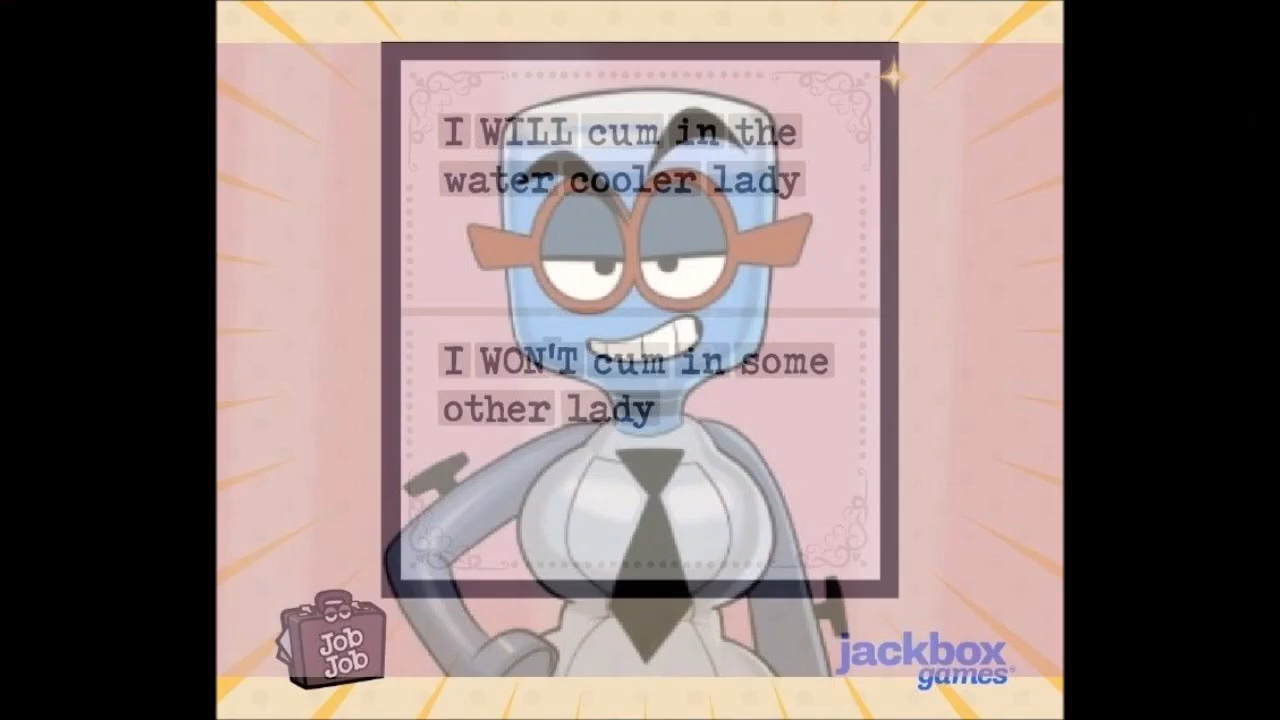 I WILL cum in the
water cooler lady
I WON'T cum in some
other lady
Job
Job
jackbox
games